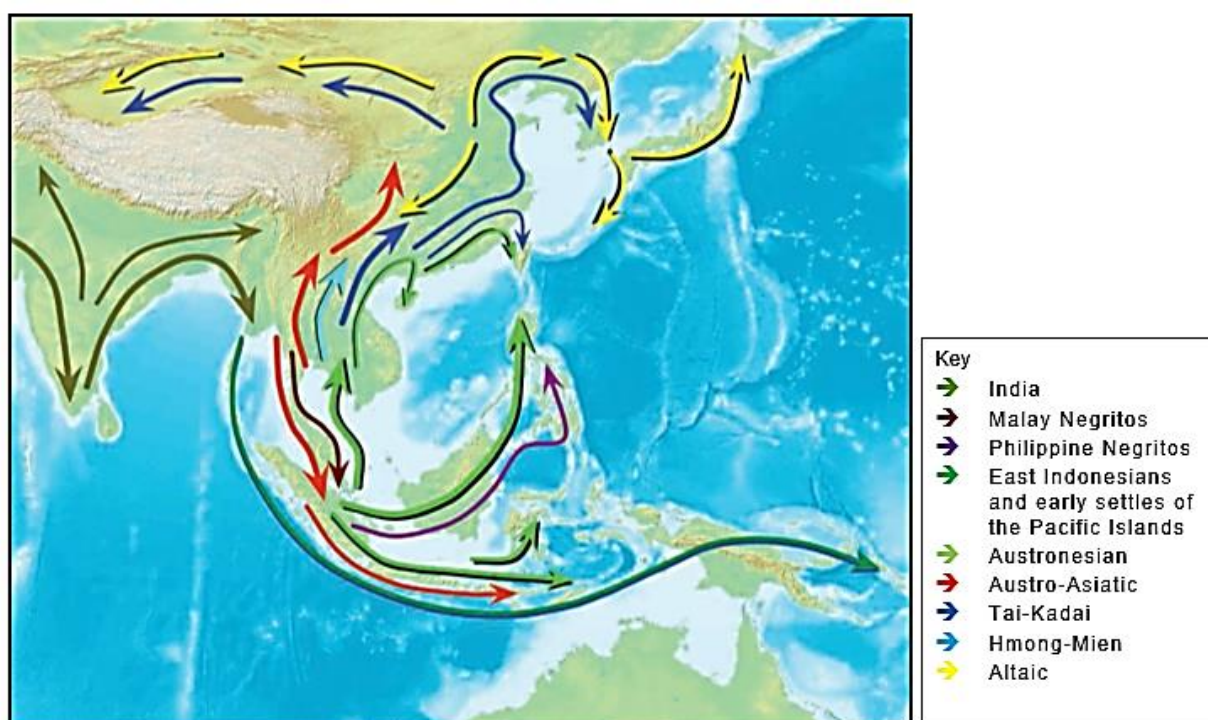 Key
India
Malay Negritos
Philippine Negritos
East Indonesians
and early settles of
the Pacific Islands
Austronesian
Austro-Asiatic
Tai-Kadai
Hmong-Mien
Altaic